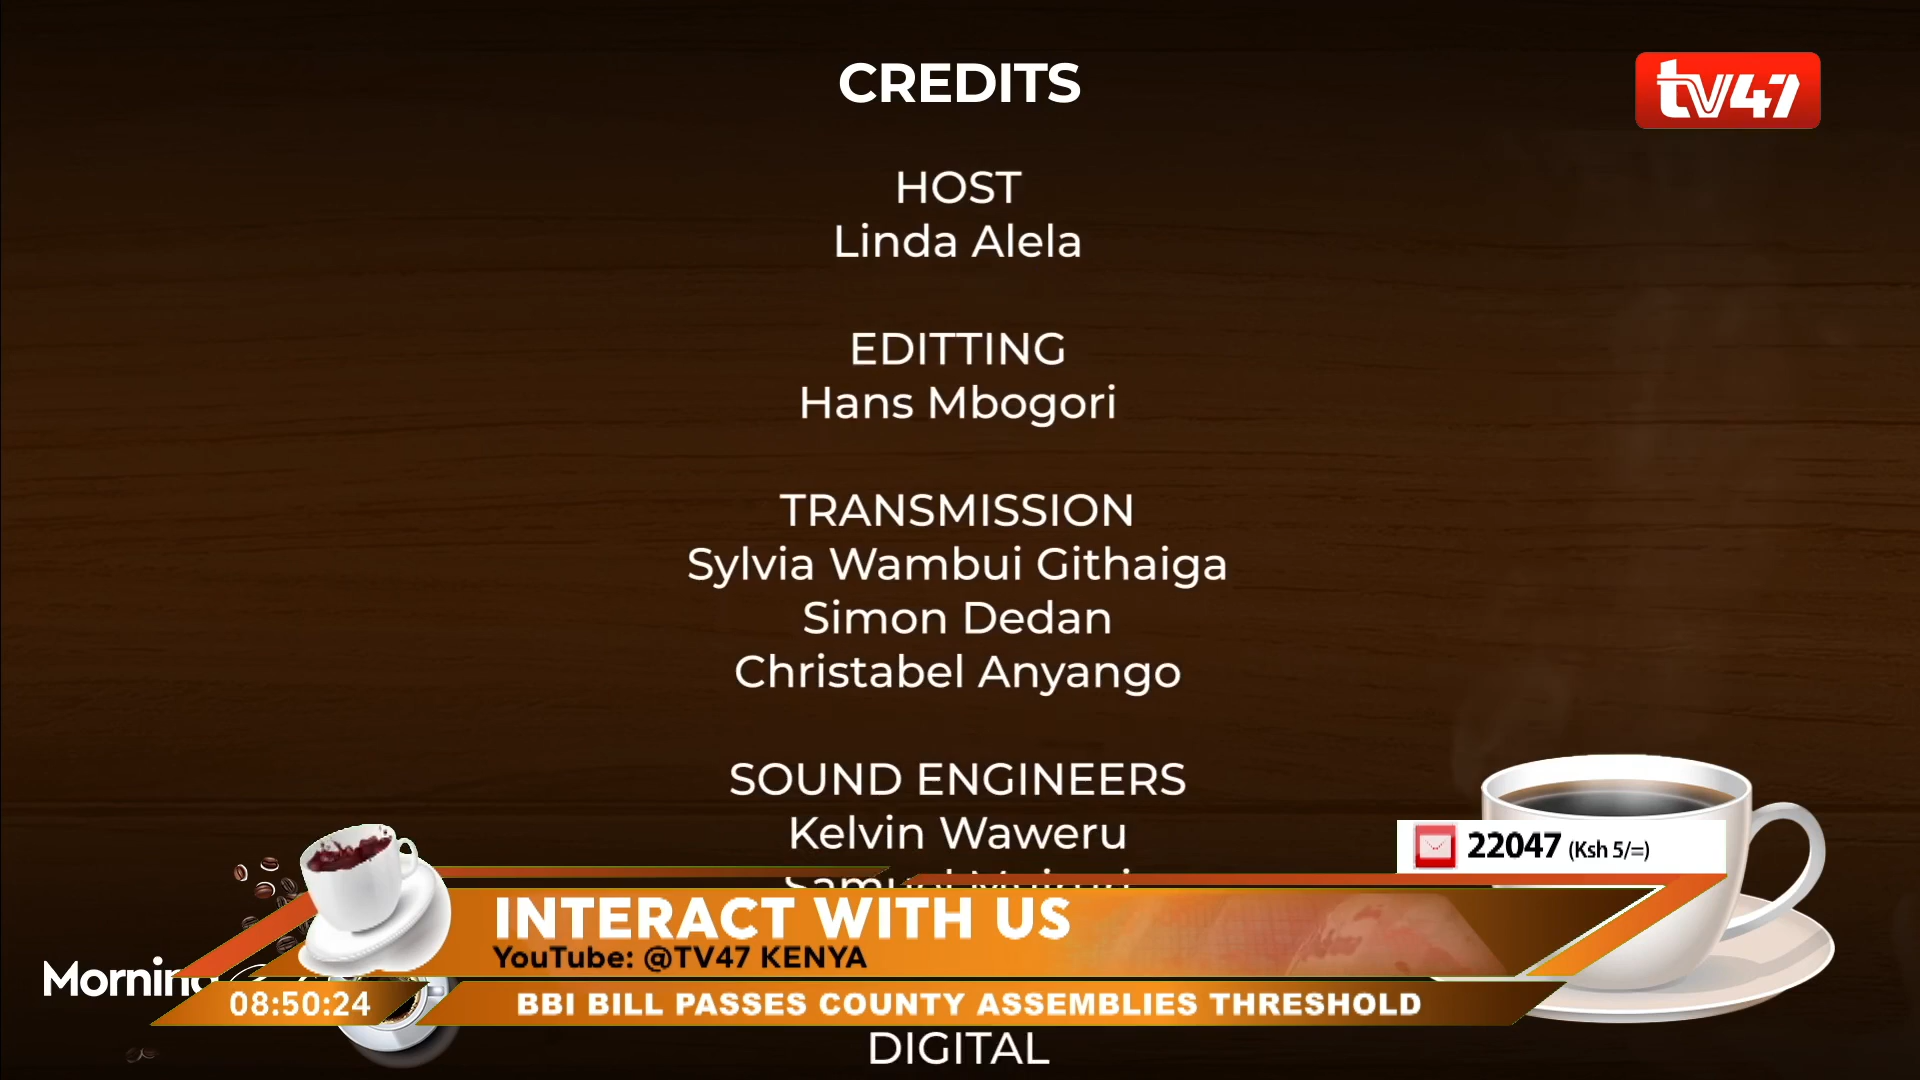 CREDITS
tv47
HOST
Linda Alela
EDITTING
Hans Mbogori
TRANSMISSION
Sylvia Wambui Githaiga
Simon Dedan
Christabel Anyango
SOUND ENGINEERS
Kelvin Waweru
Samuel
22047 (Ksh 5/=)
INTERACT WITH US
YouTube: @TV47 KENYA
Morning
08:50:24
BBI BILL PASSES COUNTY ASSEMBLIES THRESHOLD
DIGITAL